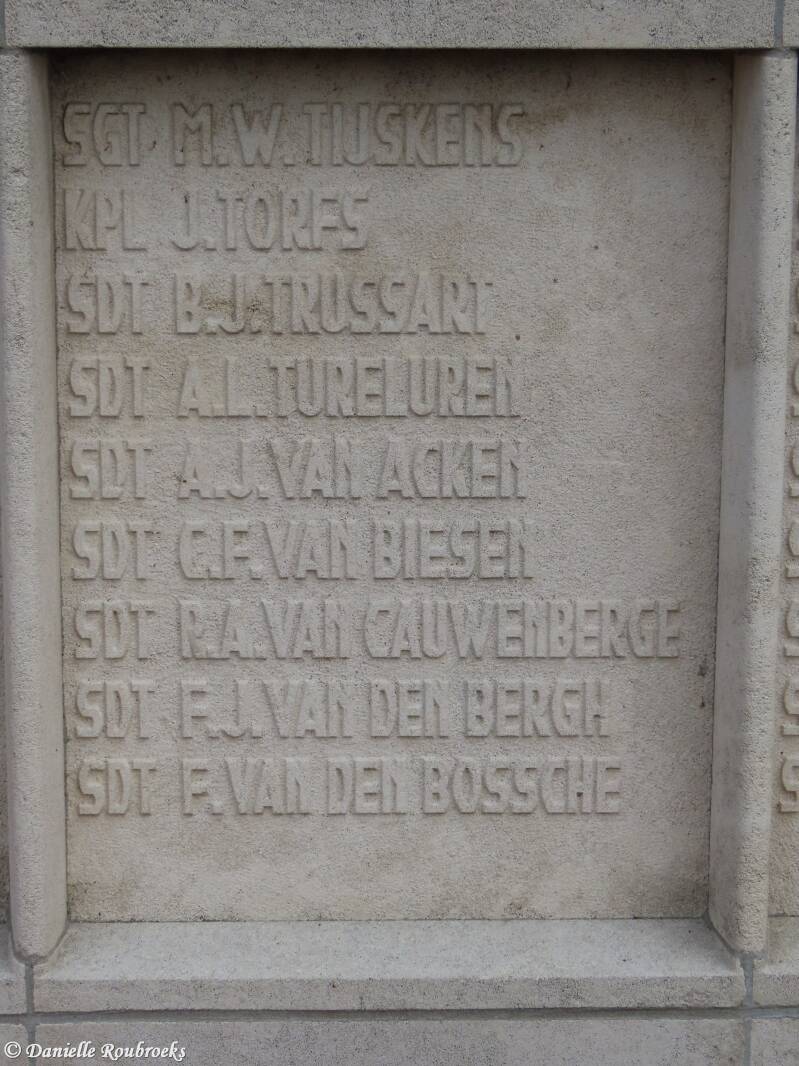 SGT M.W. TIJSKENS
KPL J. TORFS
SDT B.J. TRUSSART
SDT A.L. TURELUREN
SDT A.J. VAN ACKEN
SDT C.F. VAN BIESEN
SDT R.A. VAN CAUWENBERGE
SDT F.J. VAN DEN BERGH
SDT F. VAN DEN BOSSCHE
© Danielle Roubroeks